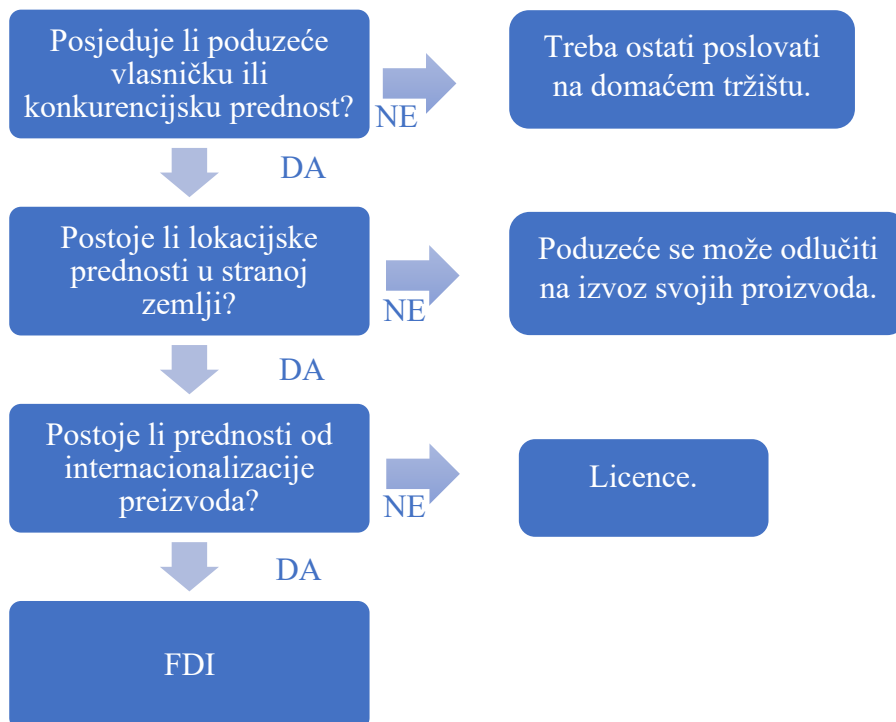 Posjeduje li poduzeće
vlasničku ili
konkurencijsku prednost?
NE
Treba ostati poslovati
na domaćem tržištu.
DA
Postoje li lokacijske
prednosti u stranoj
zemlji?
NE
Poduzeće se može odlučiti
na izvoz svojih proizvoda.
DA
Postoje li prednosti od
internacionalizacije
preizvoda?
NE
Licence.
DA
FDI